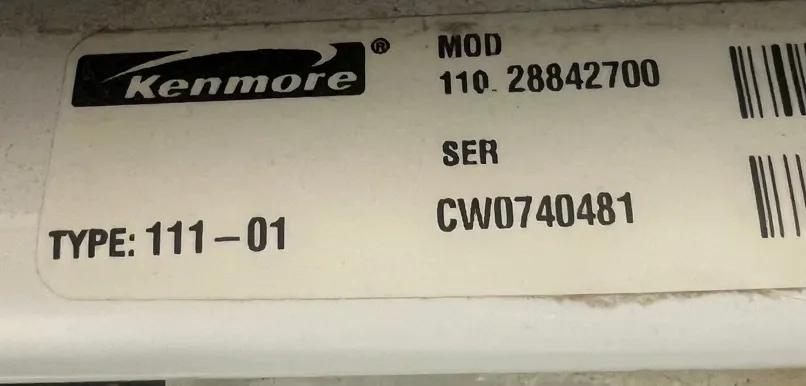 Kenmore®
MOD
110. 28842700
SER
CW0740481
TYPE: 111-01